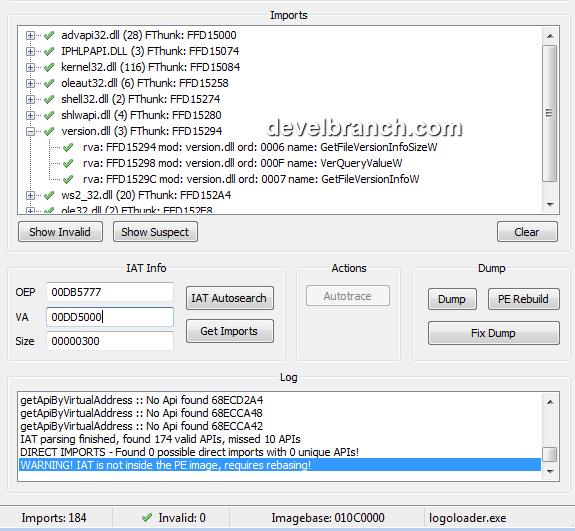 Imports
advapi32.dll (28) FThunk: FFD15000
IPHLPAPI.DLL (3) FThunk: FFD15074
kernel32.dll (116) FThunk: FFD15084
oleaut32.dll (6) FThunk: FFD15258
shell32.dll (2) FThunk: FFD15274
shlwapi.dll (4) FThunk: FFD15280
version.dll (3) FThunk: FFD15294
develbranch.com
rva: FFD15294 mod: version.dll ord: 0006 name: GetFileVersionInfoSizeW
rva: FFD15298 mod: version.dll ord: 000F name: VerQueryValueW
rva: FFD1529C mod: version.dll ord: 0007 name: GetFileVersionInfoW
ws2_32.dll (20) FThunk: FFD152A4
ole32.dll (2) FThunk: FFD152F8
Show Invalid Show Suspect Clear
IAT Info Actions Dump
OEP 00DB5777 IAT Autosearch Autotrace Dump PE Rebuild
VA 00DD5000
Size 00000300 Get Imports Fix Dump
Log
getApiByVirtualAddress :: No Api found 68ECD2A4
getApiByVirtualAddress :: No Api found 68ECCA48
getApiByVirtualAddress :: No Api found 68ECCA42
IAT parsing finished, found 174 valid APIs, missed 10 APIs
DIRECT IMPORTS - Found 0 possible direct imports with 0 unique APIs!
WARNING! IAT is not inside the PE image, requires rebasing!
Imports: 184 Invalid: 0 Imagebase: 010C0000 logoloader.exe